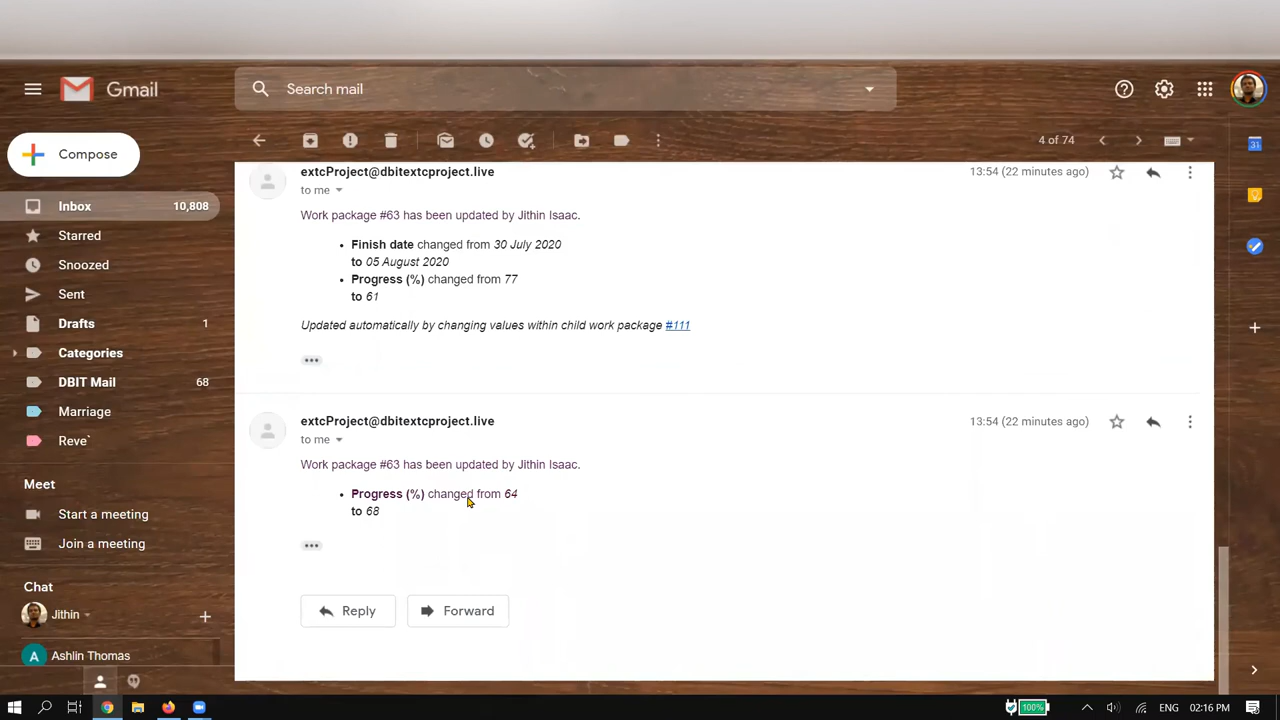 Gmail
Search mail
Compose
4 of 74
Inbox 10,808
Starred
Snoozed
Sent
Drafts 1
Categories
DBIT Mail 68
Marriage
Reve`
Meet
Start a meeting
Join a meeting
Chat
Jithin
A Ashlin Thomas
extcProject@dbitextcproject.live 13:54 (22 minutes ago)
to me
Work package #63 has been updated by Jithin Isaac.
• Finish date changed from 30 July 2020
to 05 August 2020
• Progress (%) changed from 77
to 61
Updated automatically by changing values within child work package #111
extcProject@dbitextcproject.live 13:54 (22 minutes ago)
to me
Work package #63 has been updated by Jithin Isaac.
• Progress (%) changed from 64
to 68
Reply
Forward
31
100%
ENG 02:16 PM